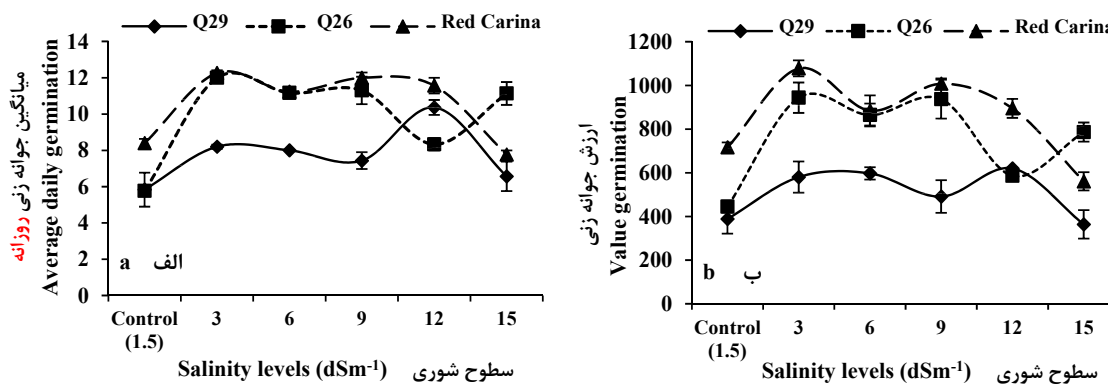 Q29 Q26 Red Carina
14
12
10
8
6
4
2
0
میانگین جوانه زنی روزانه
Average daily germination
a الف
Control (1.5) 3 6 9 12 15
Salinity levels (dSm⁻¹) سطوح شوری
Q29 Q26 Red Carina
1200
1000
800
600
400
200
0
ارزش جوانه زنی
Value germination
b ب
Control (1.5) 3 6 9 12 15
Salinity levels (dSm⁻¹) سطوح شوری